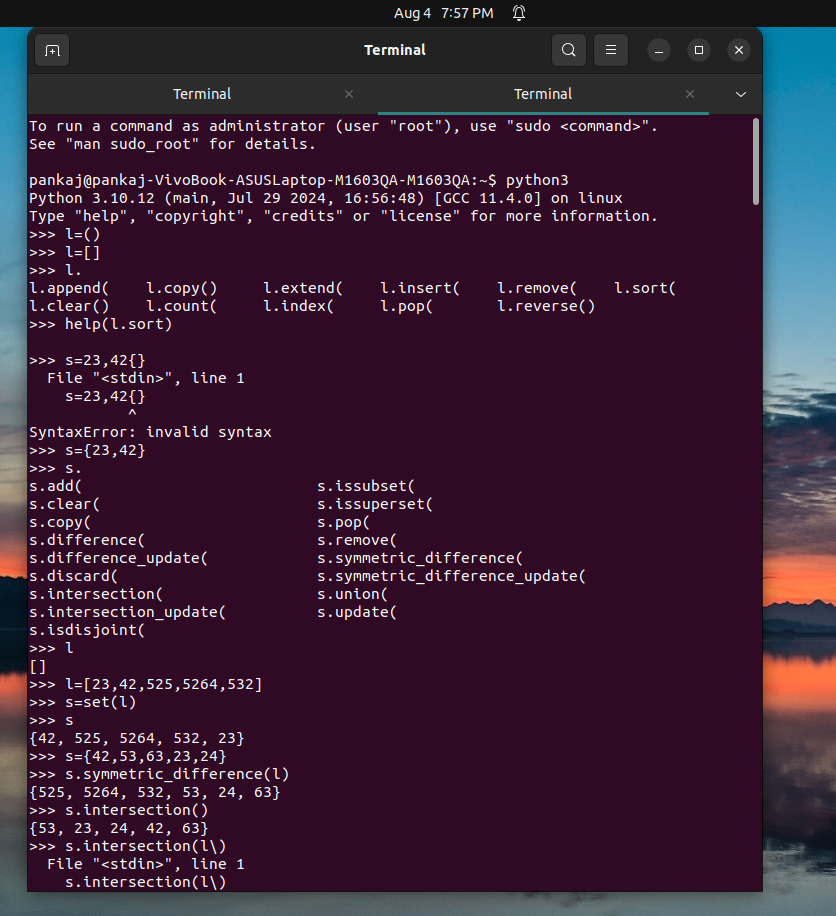 Aug 4 7:57 PM
Terminal
Terminal
Terminal
To run a command as administrator (user "root"), use "sudo <command>".
See "man sudo_root" for details.
pankaj@pankaj-VivoBook-ASUSLaptop-M1603QA-M1603QA:~$ python3
Python 3.10.12 (main, Jul 29 2024, 16:56:48) [GCC 11.4.0] on linux
Type "help", "copyright", "credits" or "license" for more information.
>>> l=()
>>> l=[]
>>> l.
l.append( l.copy() l.extend( l.insert( l.remove( l.sort(
l.clear() l.count( l.index( l.pop( l.reverse()
>>> help(l.sort)
>>> s=23,42{}
File "<stdin>", line 1
s=23,42{}
^
SyntaxError: invalid syntax
>>> s={23,42}
>>> s.
s.add( s.issubset(
s.clear( s.issuperset(
s.copy( s.pop(
s.difference( s.remove(
s.difference_update( s.symmetric_difference(
s.discard( s.symmetric_difference_update(
s.intersection( s.union(
s.intersection_update( s.update(
s.isdisjoint(
>>> l
[]
>>> l=[23,42,525,5264,532]
>>> s=set(l)
>>> s
{42, 525, 5264, 532, 23}
>>> s={42,53,63,23,24}
>>> s.symmetric_difference(l)
{525, 5264, 532, 53, 24, 63}
>>> s.intersection()
{53, 23, 24, 42, 63}
>>> s.intersection(l\)
File "<stdin>", line 1
s.intersection(l\)